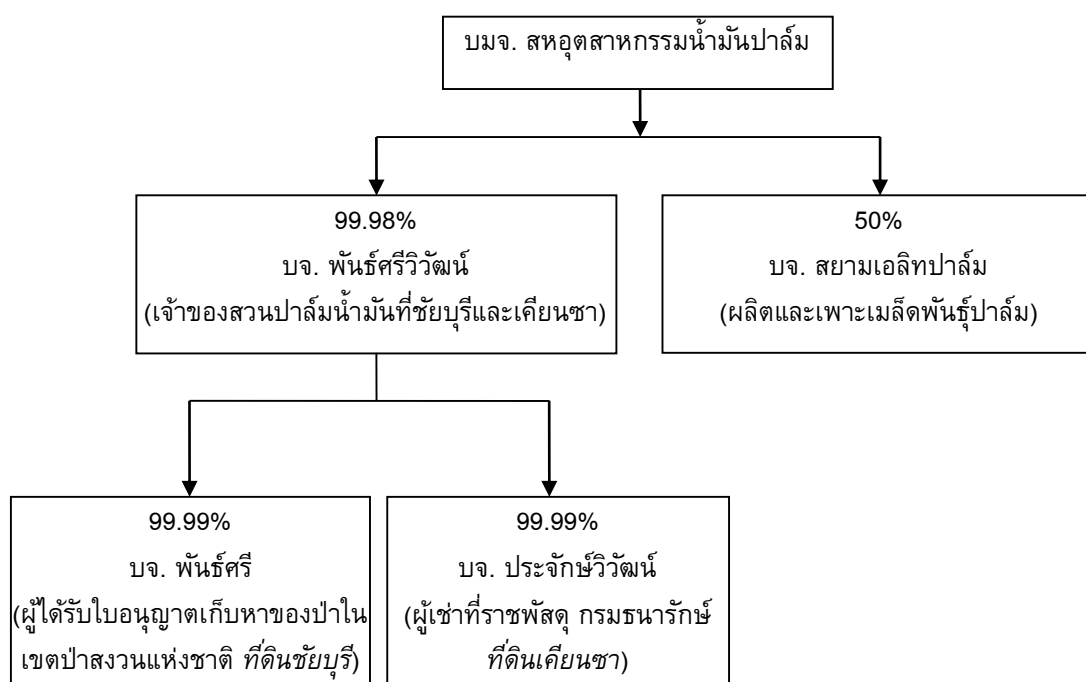 บมจ. สหอุตสาหกรรมน้ำมันปาล์ม
99.98%
บจ. พันธ์ศรีวิวัฒน์
(เจ้าของสวนปาล์มน้ำมันที่ชัยบุรีและเคียนซา)
50%
บจ. สยามเอลิทปาล์ม
(ผลิตและเพาะเมล็ดพันธุ์ปาล์ม)
99.99%
บจ. พันธ์ศรี
(ผู้ได้รับใบอนุญาตเก็บหาของป่าใน
เขตป่าสงวนแห่งชาติ ที่ดินชัยบุรี)
99.99%
บจ. ประจักษ์วิวัฒน์
(ผู้เช่าที่ราชพัสดุ กรมธนารักษ์
ที่ดินเคียนซา)